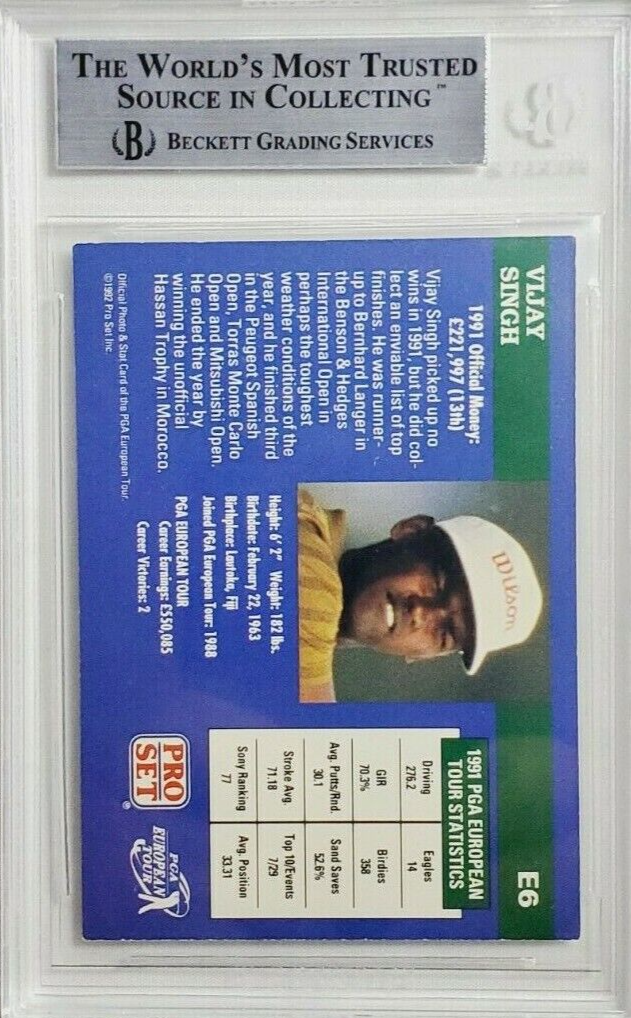 THE WORLD'S MOST TRUSTED
SOURCE IN COLLECTING™
B BECKETT GRADING SERVICES
VIJAY
SINGH
E6
1991 Official Money:
£221,997 (13th)
Vijay Singh picked up no
wins in 1991, but he did col-
lect an enviable list of top
finishes. He was runner-
up to Bernhard Langer in
the Benson & Hedges
International Open in
perhaps the toughest
weather conditions of the
year, and he finished third
in the Peugeot Spanish
Open, Torras Monte Carlo
Open and Mitsubishi Open.
He ended the year by
winning the unofficial
Hassan Trophy in Morocco.
Official Photo & Stat Card of the PGA European Tour.
©1992 Pro Set Inc.
Wilson
Height: 6' 2" Weight: 182 lbs.
Birthdate: February 22, 1963
Birthplace: Lautoka, Fiji
Joined PGA European Tour: 1988
PGA EUROPEAN TOUR
Career Earnings: £550,085
Career Victories: 2
1991 PGA EUROPEAN
TOUR STATISTICS
Driving Eagles
276.2 14
GIR Birdies
70.3% 358
Avg. Putts/Rnd. Sand Saves
30.1 52.6%
Stroke Avg. Top 10/Events
71.18 7/29
Sony Ranking Avg. Position
77 33.31
PRO
SET®
PGA
EUROPEAN
TOUR